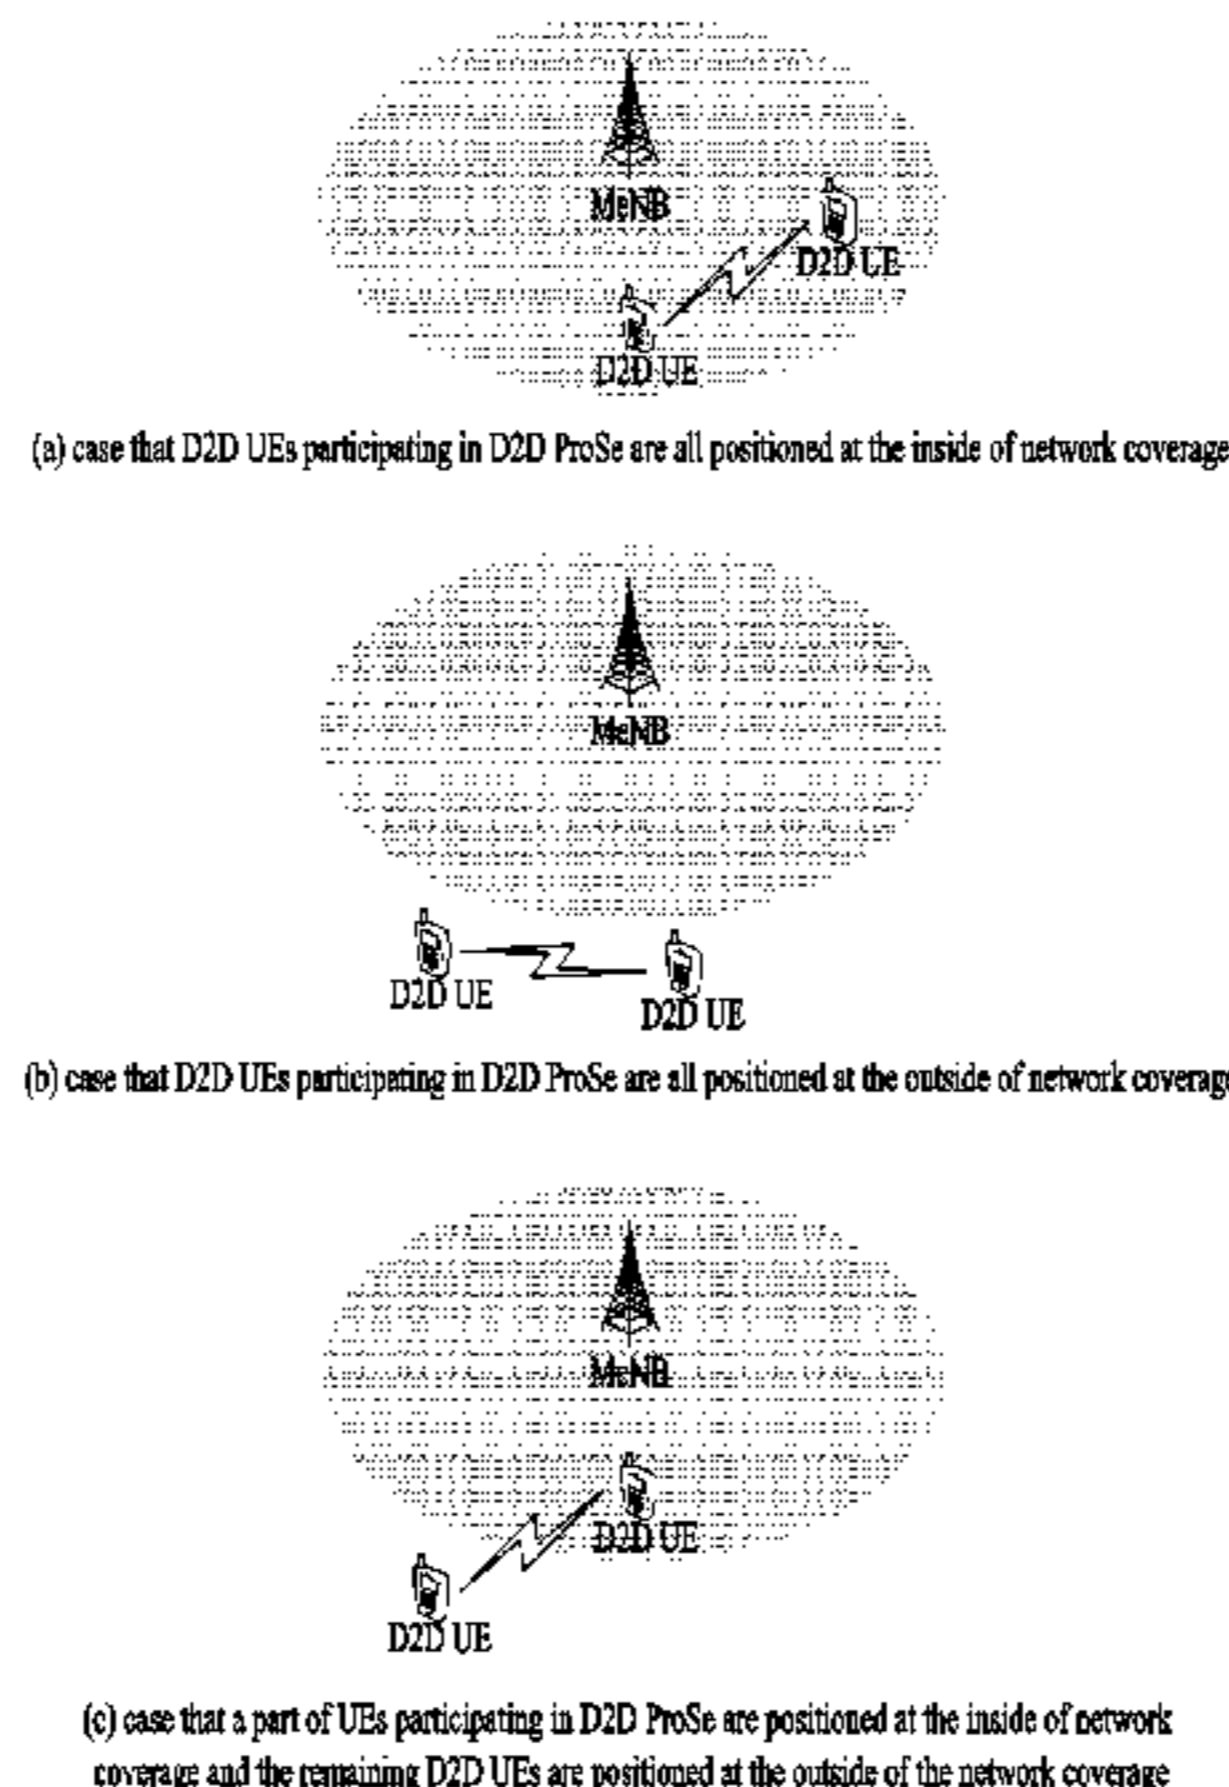 MeNB
D2D UE
D2D UE
(a) case that D2D UEs participating in D2D ProSe are all positioned at the inside of network coverage
MeNB
D2D UE
D2D UE
(b) case that D2D UEs participating in D2D ProSe are all positioned at the outside of network coverage
MeNB
D2D UE
D2D UE
(c) case that a part of UEs participating in D2D ProSe are positioned at the inside of network
coverage and the remaining D2D UEs are positioned at the outside of the network coverage